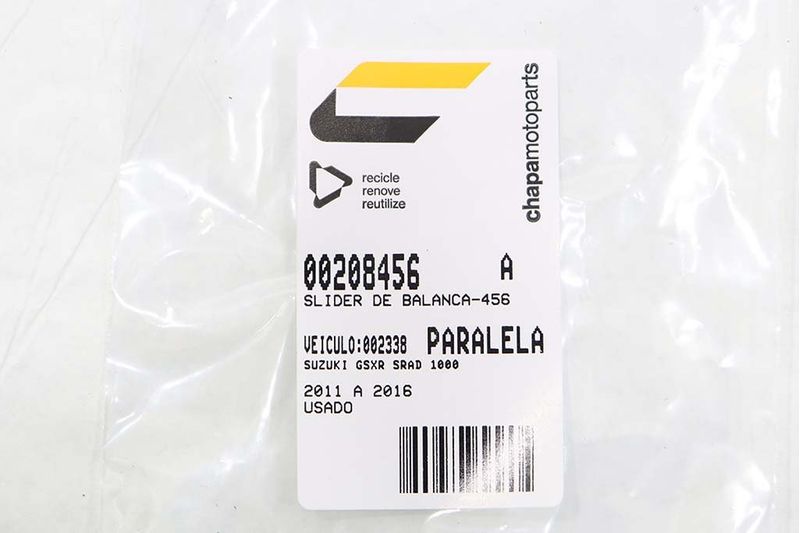 chapamotoparts
recicle
renove
reutilize
00208456 A
SLIDER DE BALANCA-456
VEICULO:002338 PARALELA
SUZUKI GSXR SRAD 1000
2011 A 2016
USADO